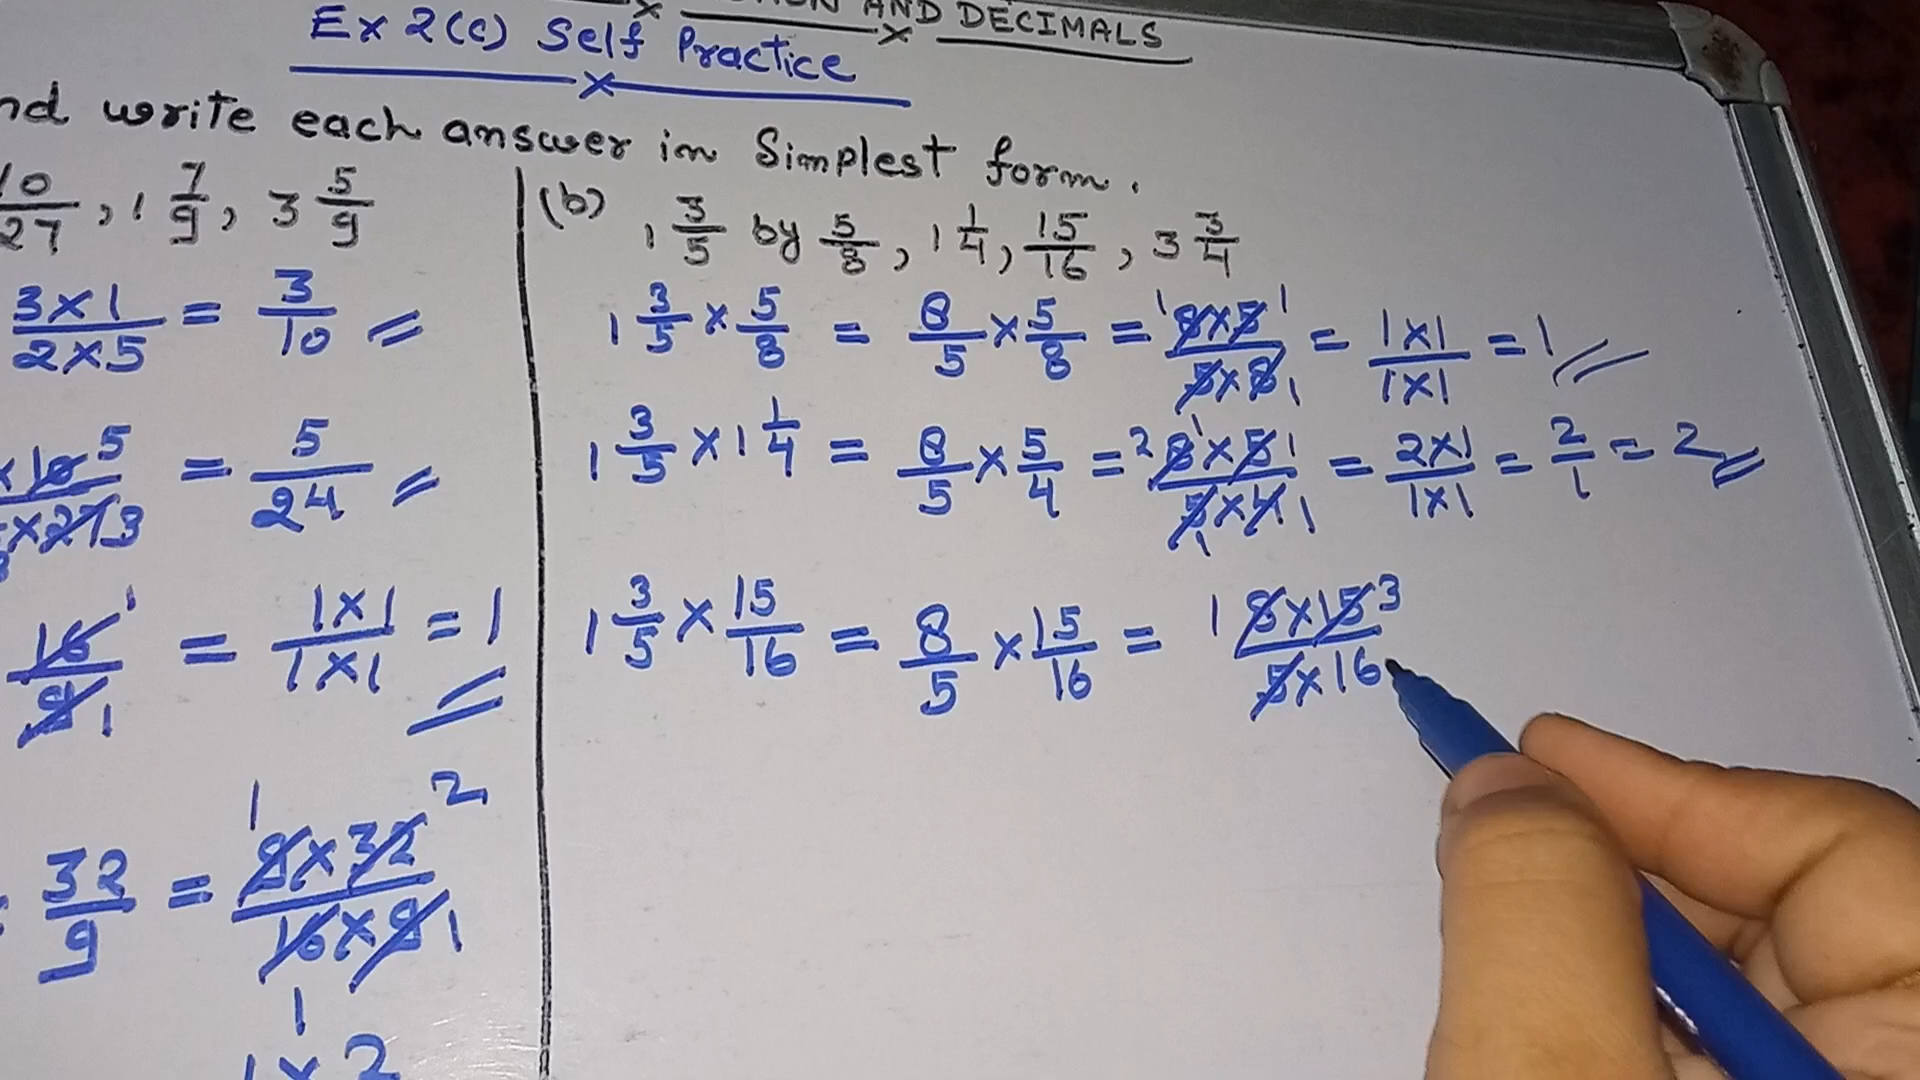 AND DECIMALS
Ex 2(c) Self Practice
write each answer in Simplest form.
10/27, 1 7/9, 3 5/9
(b) 1 3/5 by 5/8, 1 1/4, 15/16, 3 3/4
3×1/2×5 = 3/10
1 3/5 × 5/8 = 8/5 × 5/8 = 8×5/5×8 = 1×1/1×1 = 1
= 5/24
1 3/5 × 1 1/4 = 8/5 × 5/4 = 8×5/5×4 = 2×1/1×1 = 2/1 = 2
= 1×1/1×1 = 1
1 3/5 × 15/16 = 8/5 × 15/16 = 8×15/5×16
32/9 = 8×32/16×9
1×2